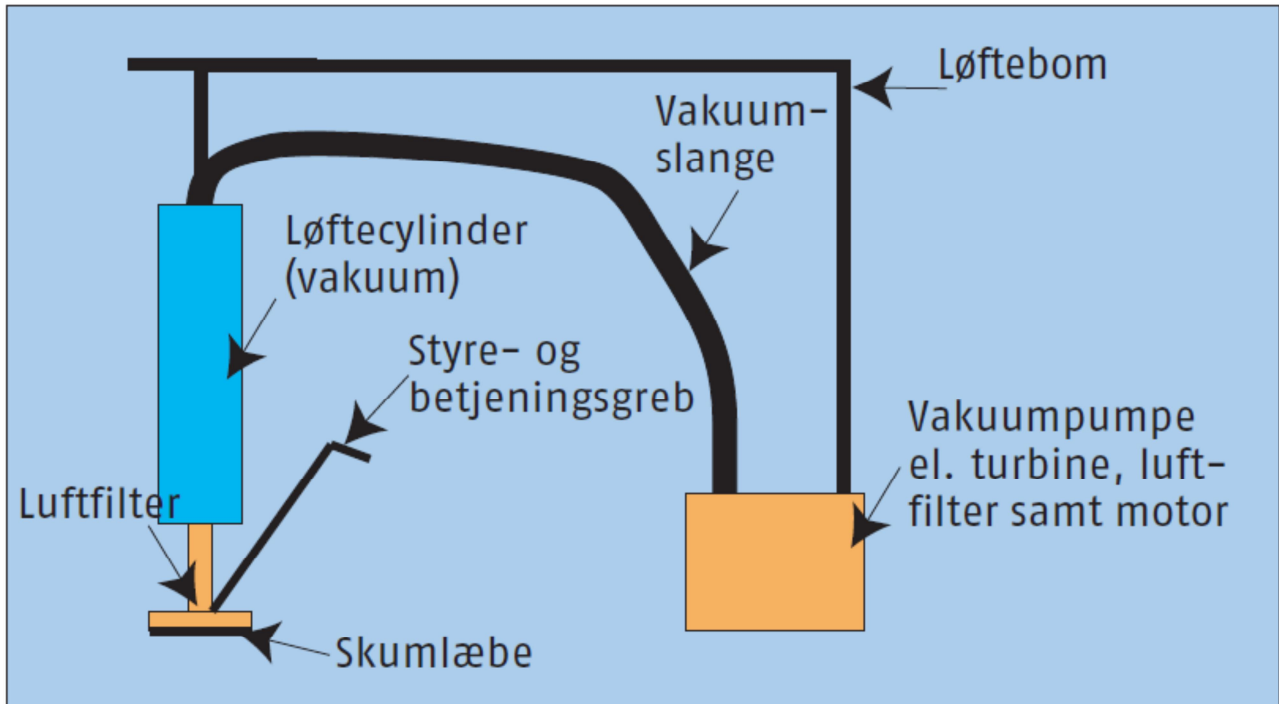 Løftebom
Vakuum-
slange
Løftecylinder
(vakuum)
Styre- og
betjeningsgreb
Vakuumpumpe
el. turbine, luft-
filter samt motor
Luftfilter
Skumlæbe